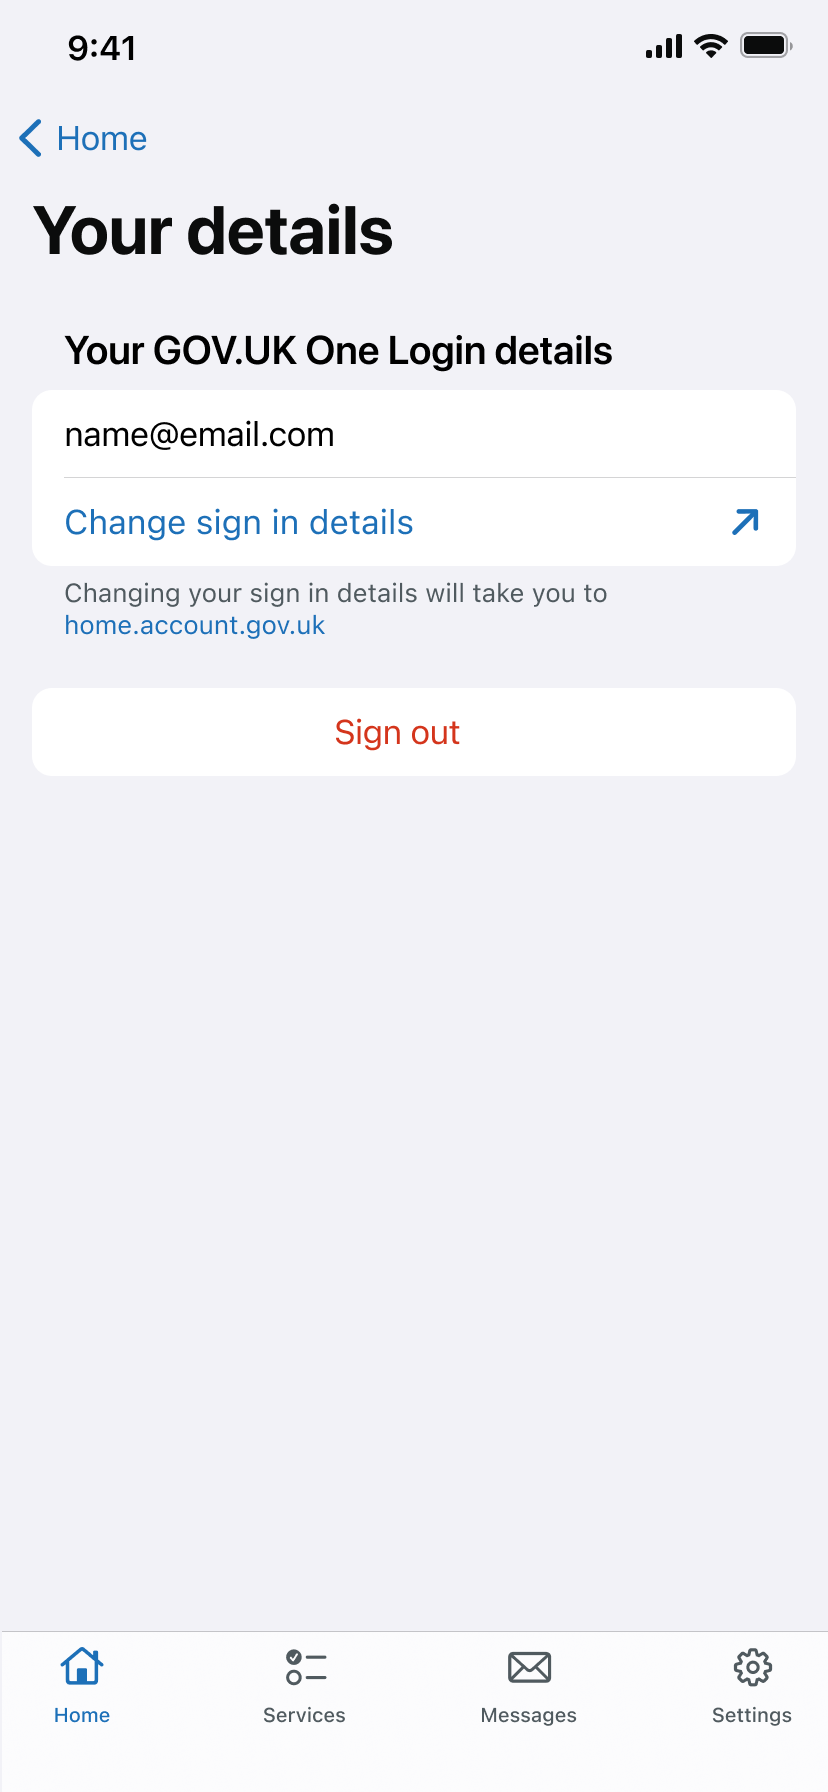 9:41
Home
Your details
Your GOV.UK One Login details
name@email.com
Change sign in details
Changing your sign in details will take you to
home.account.gov.uk
Sign out
Home
Services
Messages
Settings